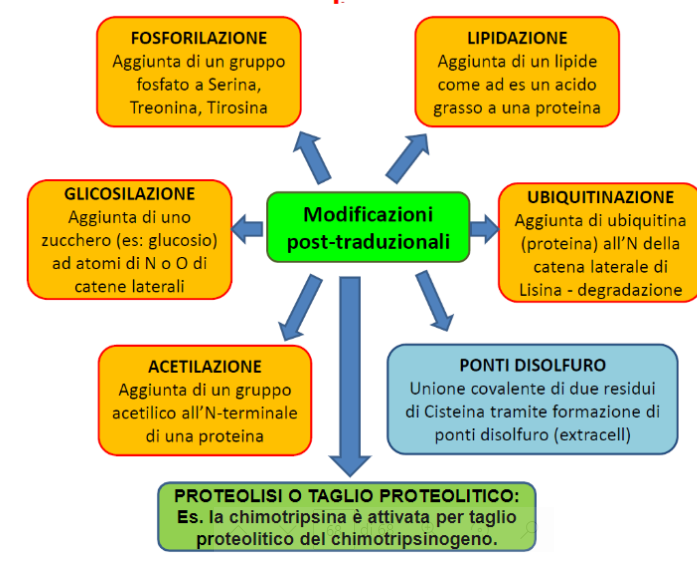 FOSFORILAZIONE
Aggiunta di un gruppo
fosfato a Serina,
Treonina, Tirosina
LIPIDAZIONE
Aggiunta di un lipide
come ad es un acido
grasso a una proteina
GLICOSILAZIONE
Aggiunta di uno
zucchero (es: glucosio)
ad atomi di N o O di
catene laterali
Modificazioni
post-traduzionali
UBIQUITINAZIONE
Aggiunta di ubiquitina
(proteina) all'N della
catena laterale di
Lisina - degradazione
ACETILAZIONE
Aggiunta di un gruppo
acetilico all'N-terminale
di una proteina
PONTI DISOLFURO
Unione covalente di due residui
di Cisteina tramite formazione di
ponti disolfuro (extracell)
PROTEOLISI O TAGLIO PROTEOLITICO:
Es. la chimotripsina è attivata per taglio
proteolitico del chimotripsinogeno.